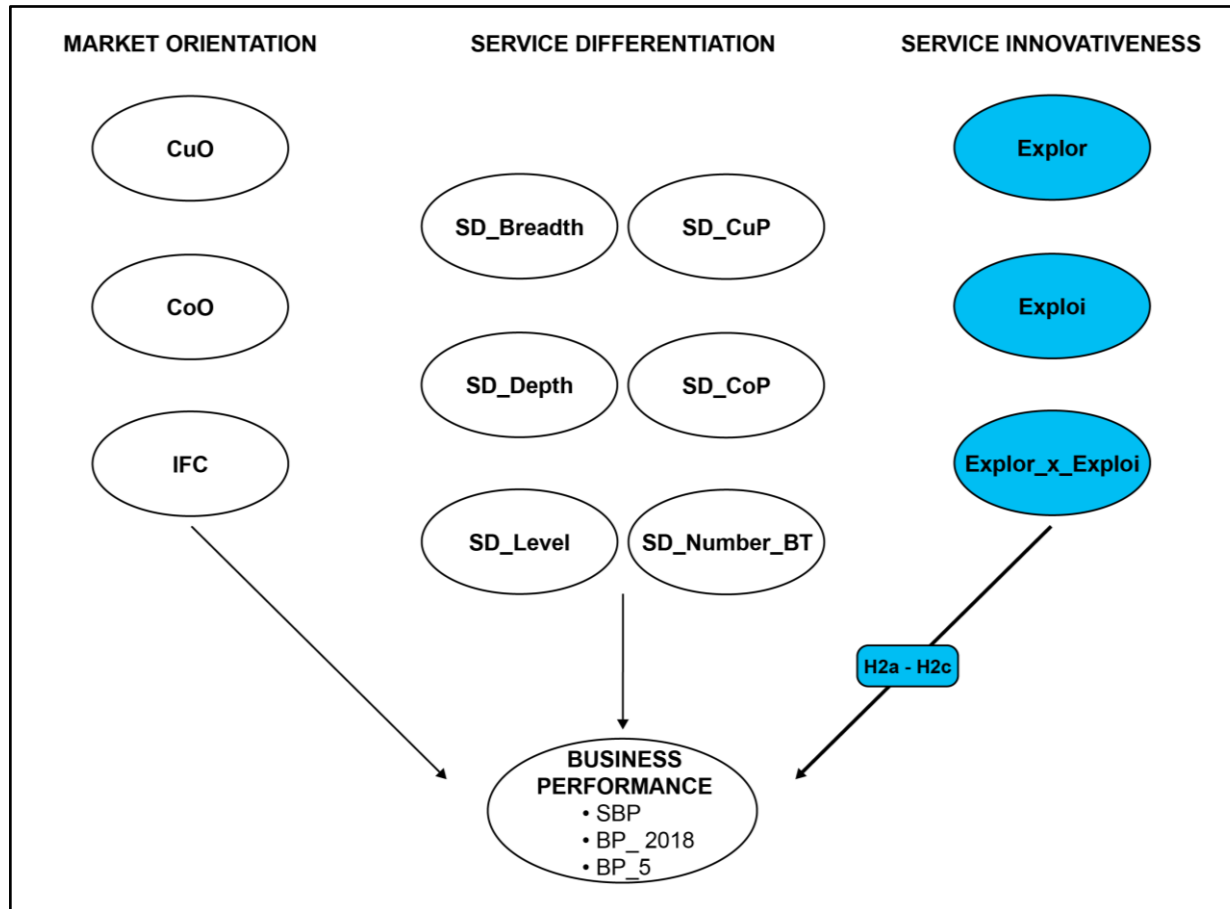 MARKET ORIENTATION
SERVICE DIFFERENTIATION
SERVICE INNOVATIVENESS
CuO
Explor
SD_Breadth
SD_CuP
CoO
Exploi
SD_Depth
SD_CoP
IFC
Explor_x_Exploi
SD_Level
SD_Number_BT
H2a - H2c
BUSINESS
PERFORMANCE
• SBP
• BP_ 2018
• BP_5